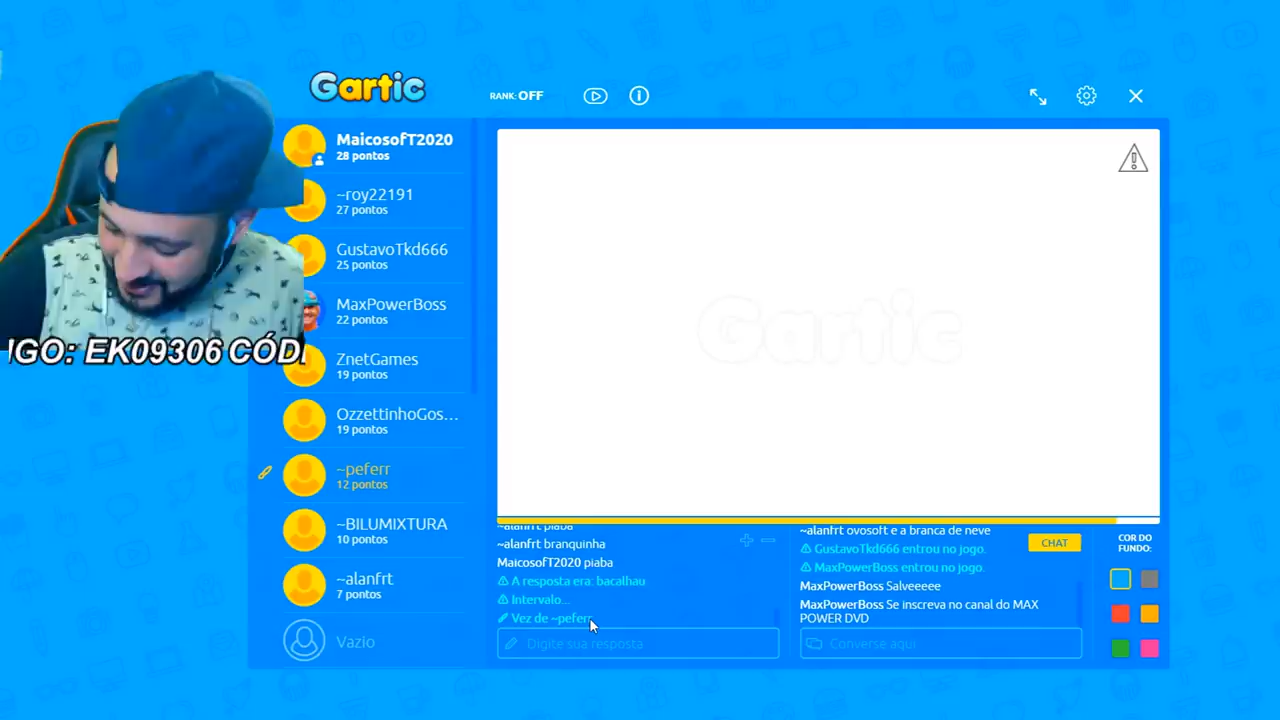 Gartic
RANK: OFF
MaicosofT2020
28 pontos
~roy22191
27 pontos
GustavoTkd666
25 pontos
MaxPowerBoss
22 pontos
ZnetGames
19 pontos
OzzettinhoGos...
19 pontos
~peferr
12 pontos
~BILUMIXTURA
10 pontos
~alanfrt
7 pontos
Vazio
IGO: EK09306 CÓDI
Gartic
~alanfrt piaba
~alanfrt branquinha
MaicosofT2020 piaba
A resposta era: bacalhau
Intervalo...
Vez de ~peferr
Digite sua resposta
~alanfrt ovosoft e a branca de neve
GustavoTkd666 entrou no jogo.
MaxPowerBoss entrou no jogo.
MaxPowerBoss Salveeeee
MaxPowerBoss Se inscreva no canal do MAX
POWER DVD
Converse aqui
CHAT
COR DO
FUNDO: